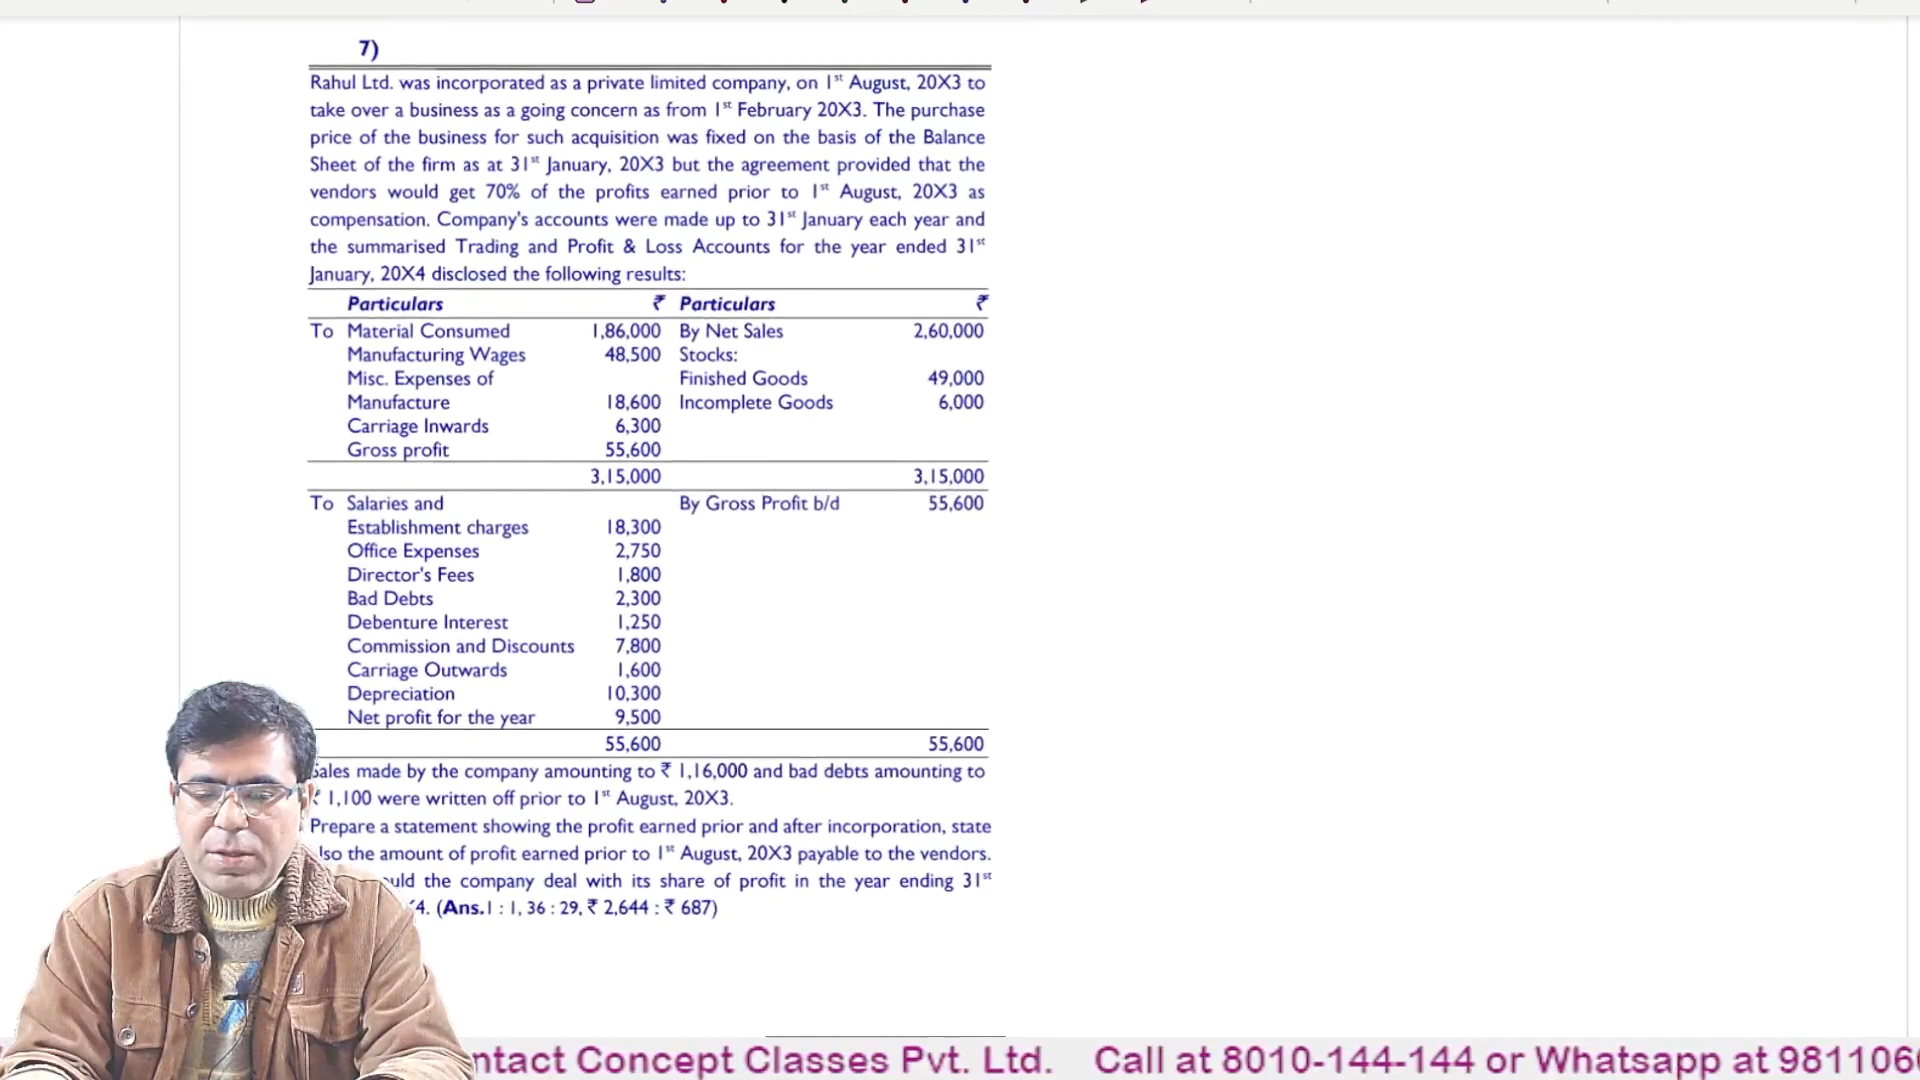 7)
Rahul Ltd. was incorporated as a private limited company, on 1st August, 20X3 to
take over a business as a going concern as from 1st February 20X3. The purchase
price of the business for such acquisition was fixed on the basis of the Balance
Sheet of the firm as at 31st January, 20X3 but the agreement provided that the
vendors would get 70% of the profits earned prior to 1st August, 20X3 as
compensation. Company's accounts were made up to 31st January each year and
the summarised Trading and Profit & Loss Accounts for the year ended 31st
January, 20X4 disclosed the following results:
Particulars ₹ Particulars ₹
To Material Consumed 1,86,000 By Net Sales 2,60,000
Manufacturing Wages 48,500 Stocks:
Misc. Expenses of Finished Goods 49,000
Manufacture 18,600 Incomplete Goods 6,000
Carriage Inwards 6,300
Gross profit 55,600
3,15,000 3,15,000
To Salaries and By Gross Profit b/d 55,600
Establishment charges 18,300
Office Expenses 2,750
Director's Fees 1,800
Bad Debts 2,300
Debenture Interest 1,250
Commission and Discounts 7,800
Carriage Outwards 1,600
Depreciation 10,300
Net profit for the year 9,500
55,600 55,600
Sales made by the company amounting to ₹ 1,16,000 and bad debts amounting to
₹ 1,100 were written off prior to 1st August, 20X3.
Prepare a statement showing the profit earned prior and after incorporation, state
lso the amount of profit earned prior to 1st August, 20X3 payable to the vendors.
uld the company deal with its share of profit in the year ending 31st
4. (Ans.1 : 1, 36 : 29, ₹ 2,644 : ₹ 687)
ntact Concept Classes Pvt. Ltd. Call at 8010-144-144 or Whatsapp at 981106